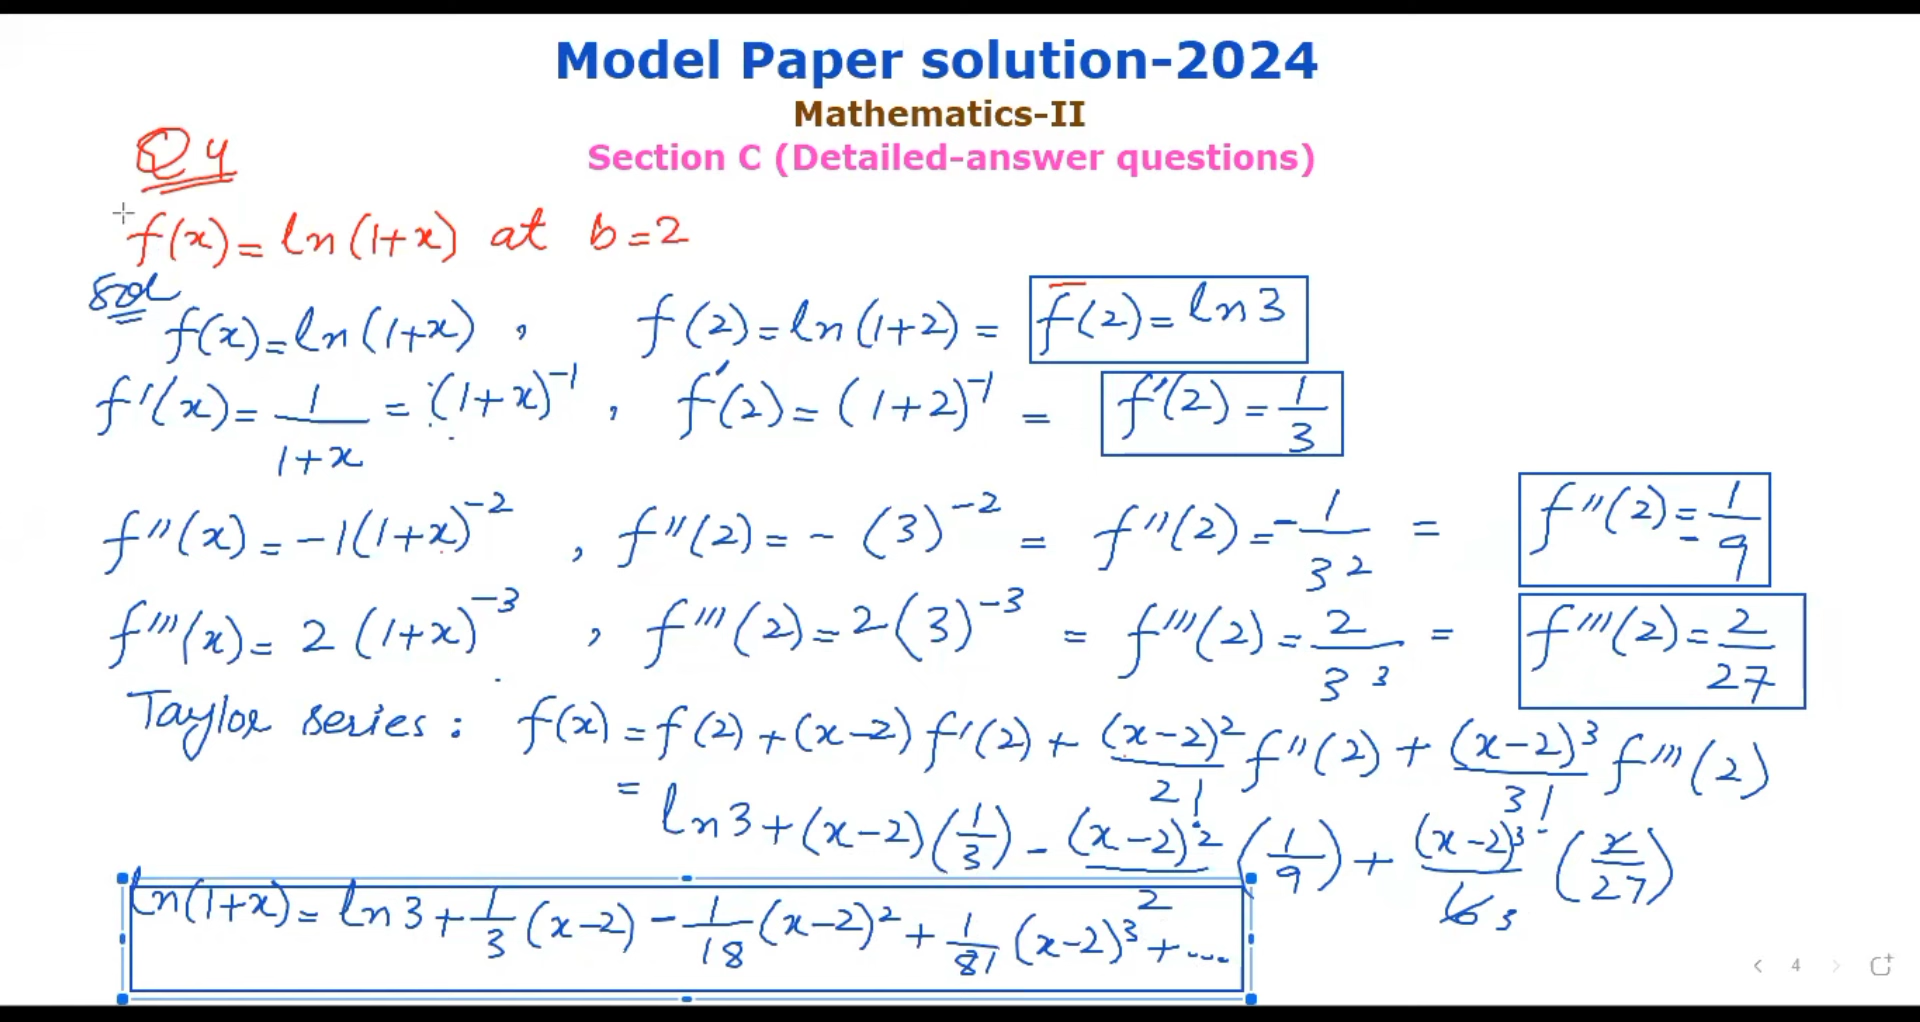 Model Paper solution-2024
Mathematics-II
Section C (Detailed-answer questions)
Q4
f(x) = ln(1+x) at b=2
Sol
f(x) = ln(1+x) , f(2) = ln(1+2) = f(2) = ln3
f'(x) = 1/(1+x) = (1+x)^-1 , f'(2) = (1+2)^-1 = f'(2) = 1/3
f''(x) = -1(1+x)^-2 , f''(2) = -(3)^-2 = f''(2) = -1/3^2 = f''(2) = -1/9
f'''(x) = 2(1+x)^-3 , f'''(2) = 2(3)^-3 = f'''(2) = 2/3^3 = f'''(2) = 2/27
Taylor series : f(x) = f(2) + (x-2) f'(2) + (x-2)^2/2! f''(2) + (x-2)^3/3! f'''(2)
= ln3 + (x-2)(1/3) - (x-2)^2/2 (1/9) + (x-2)^3/6 3 (2/27)
ln(1+x) = ln3 + 1/3 (x-2) - 1/18 (x-2)^2 + 1/81 (x-2)^3 + ...
4